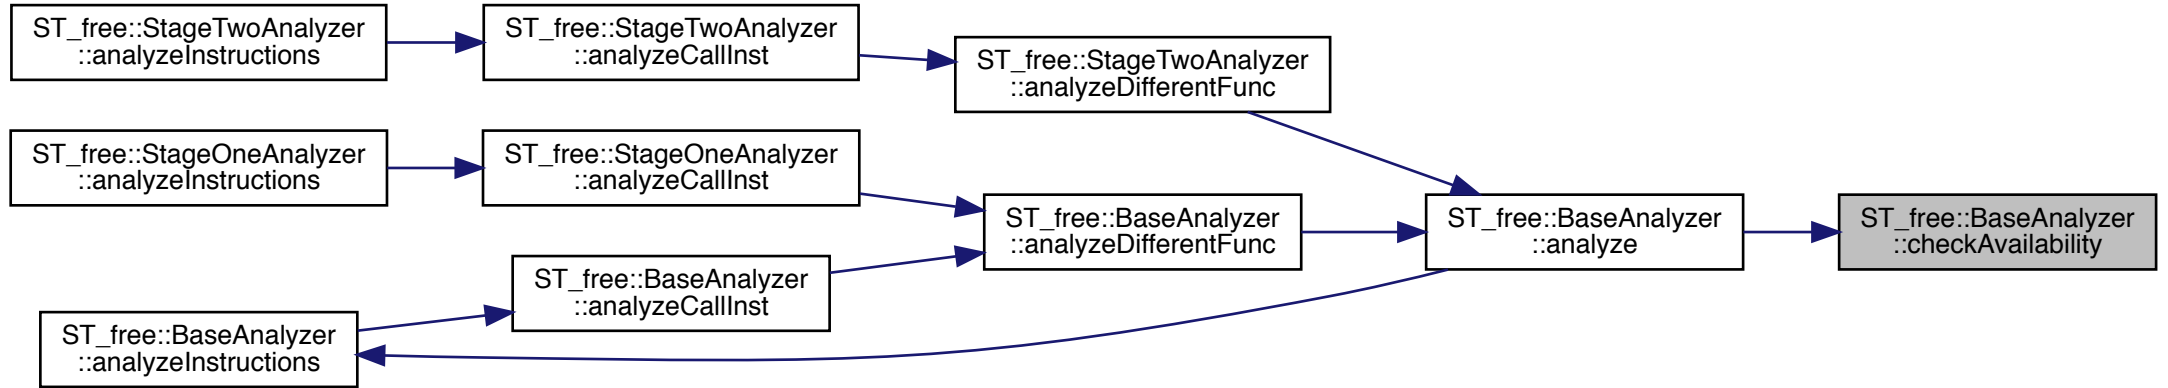 ST_free::StageTwoAnalyzer
::analyzeInstructions
ST_free::StageTwoAnalyzer
::analyzeCallInst
ST_free::StageTwoAnalyzer
::analyzeDifferentFunc
ST_free::StageOneAnalyzer
::analyzeInstructions
ST_free::StageOneAnalyzer
::analyzeCallInst
ST_free::BaseAnalyzer
::analyzeDifferentFunc
ST_free::BaseAnalyzer
::analyze
ST_free::BaseAnalyzer
::checkAvailability
ST_free::BaseAnalyzer
::analyzeCallInst
ST_free::BaseAnalyzer
::analyzeInstructions